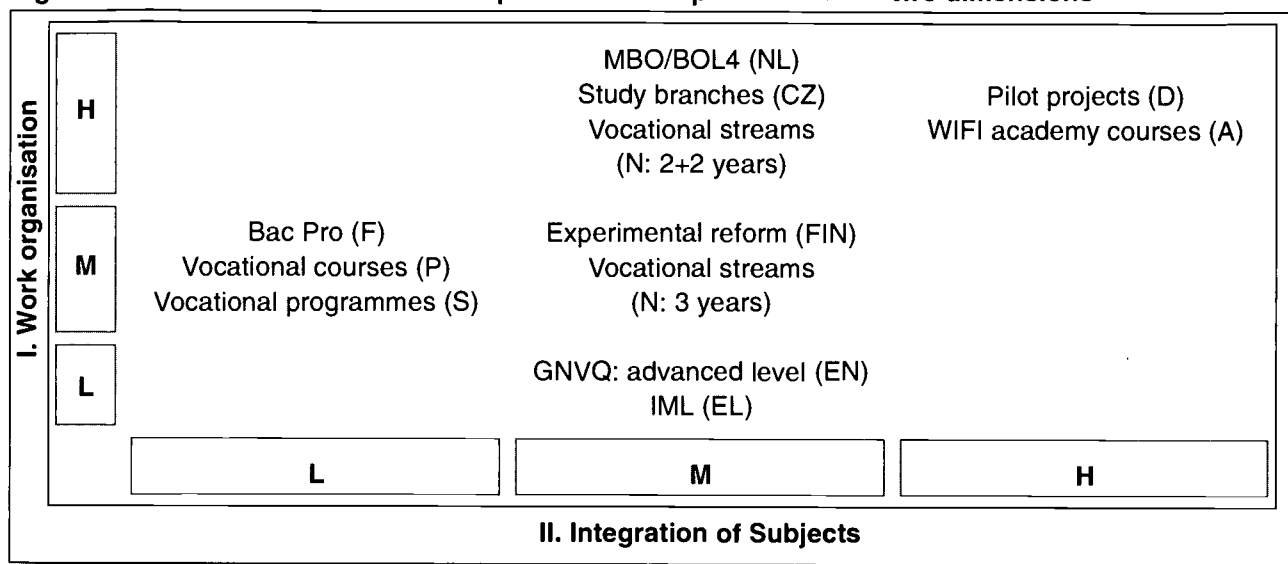 two dimensions
I. Work organisation
H
MBO/BOL4 (NL)
Study branches (CZ)
Vocational streams
(N: 2+2 years)
Pilot projects (D)
WIFI academy courses (A)
M
Bac Pro (F)
Vocational courses (P)
Vocational programmes (S)
Experimental reform (FIN)
Vocational streams
(N: 3 years)
L
GNVQ: advanced level (EN)
IML (EL)
L
M
H
II. Integration of Subjects